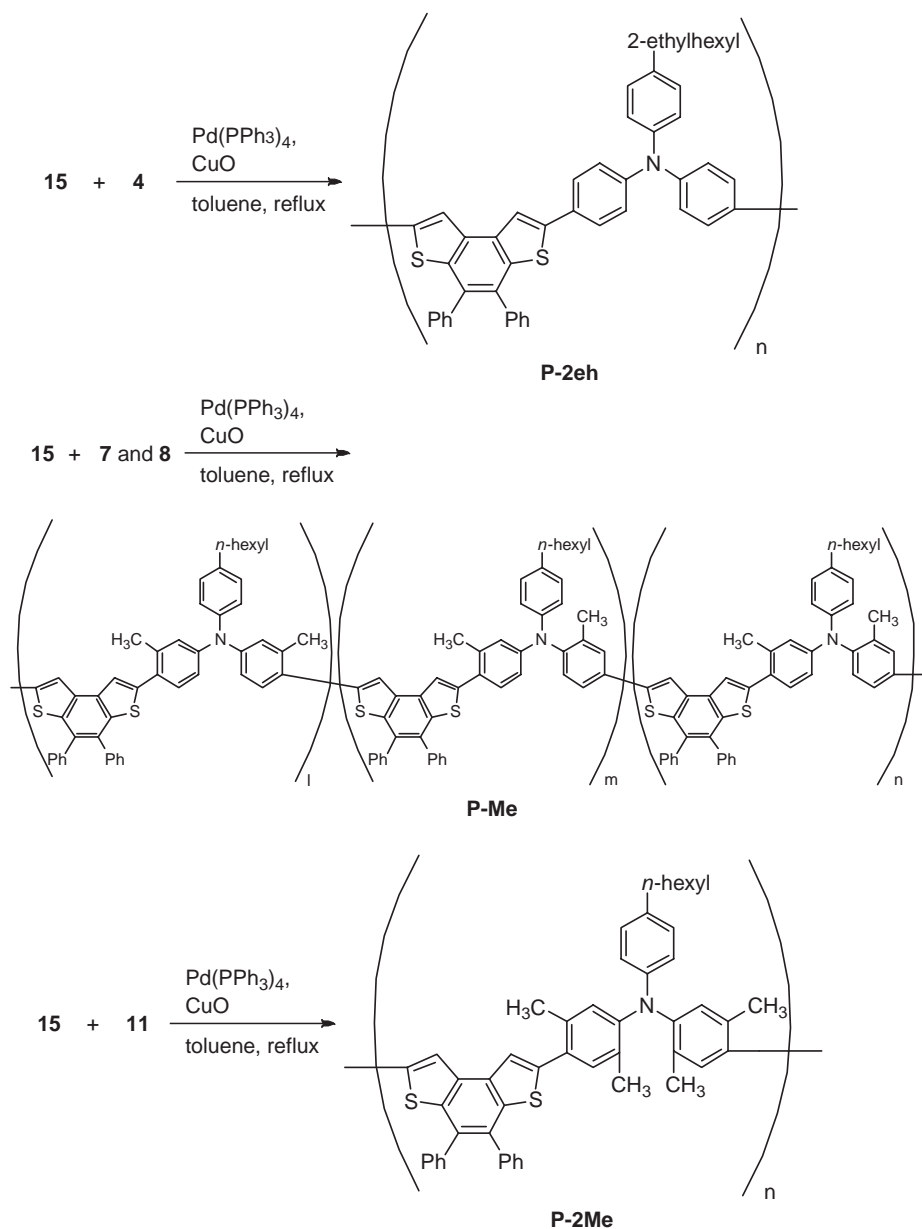 2-ethylhexyl
Pd(PPh3)4,
CuO
15 + 4
toluene, reflux
N
S
S
Ph
Ph
n
P-2eh
Pd(PPh3)4,
CuO
15 + 7 and 8
toluene, reflux
n-hexyl
n-hexyl
n-hexyl
H3C
N
CH3
H3C
N
CH3
H3C
N
CH3
S
S
S
S
S
S
Ph
Ph
Ph
Ph
Ph
Ph
l
m
n
P-Me
n-hexyl
Pd(PPh3)4,
CuO
15 + 11
toluene, reflux
H3C
N
CH3
CH3
CH3
S
S
Ph
Ph
n
P-2Me